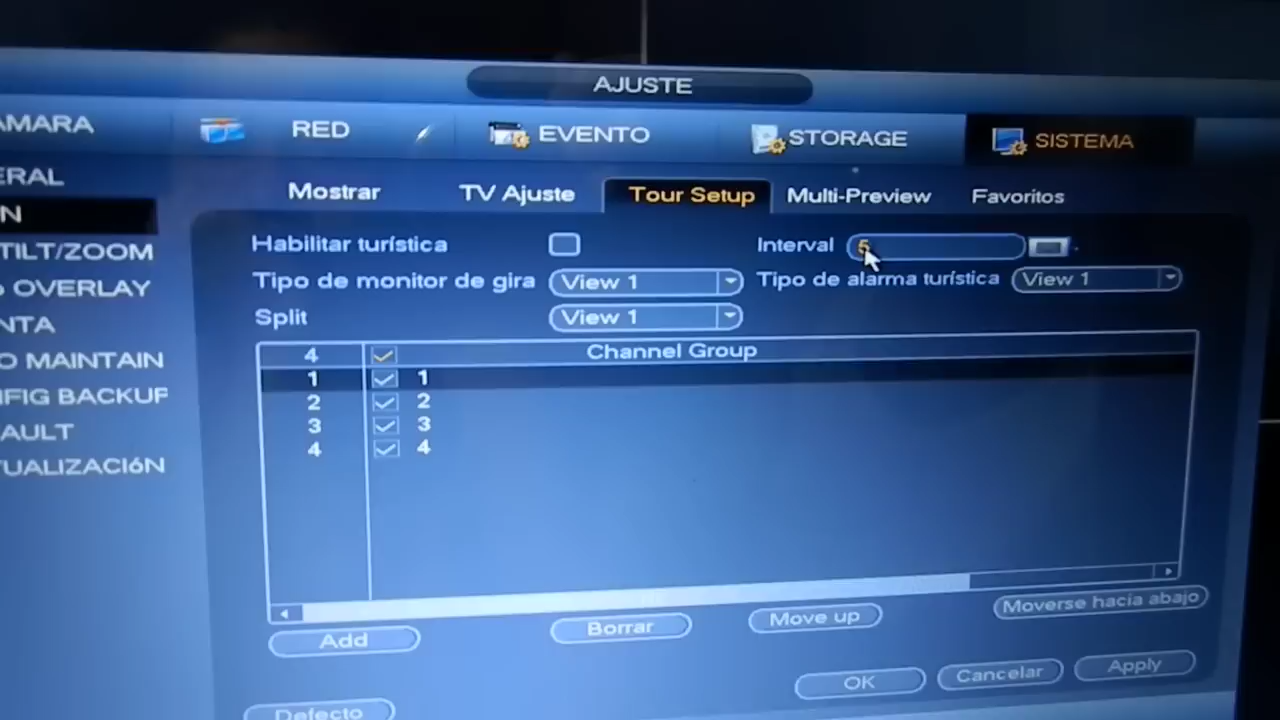 AJUSTE
AMARA RED EVENTO STORAGE SISTEMA
ERAL Mostrar TV Ajuste Tour Setup Multi-Preview Favoritos
N
TILT/ZOOM Habilitar turística Interval 5
OVERLAY Tipo de monitor de gira View 1 Tipo de alarma turística View 1
NTA Split View 1
O MAINTAIN 4 Channel Group
NFIG BACKUP 1 1
AULT 2 2
TUALIZACIóN 3 3
4 4
Add Borrar Move up Moverse hacia abajo
OK Cancelar Apply
Defecto